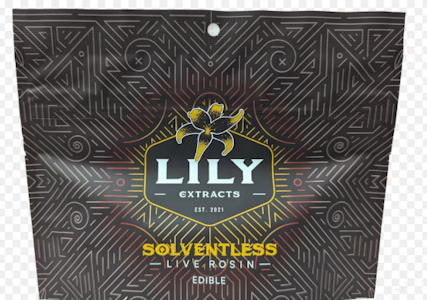 LILY
EXTRACTS
EST. 2021
SOLVENTLESS
LIVE ROSIN
EDIBLE